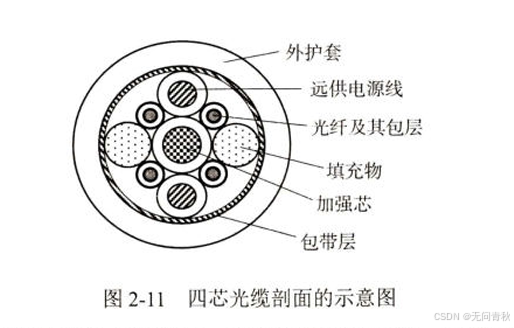 外护套
远供电源线
光纤及其包层
填充物
加强芯
包带层
图 2-11 四芯光缆剖面的示意图
CSDN @无问青秋